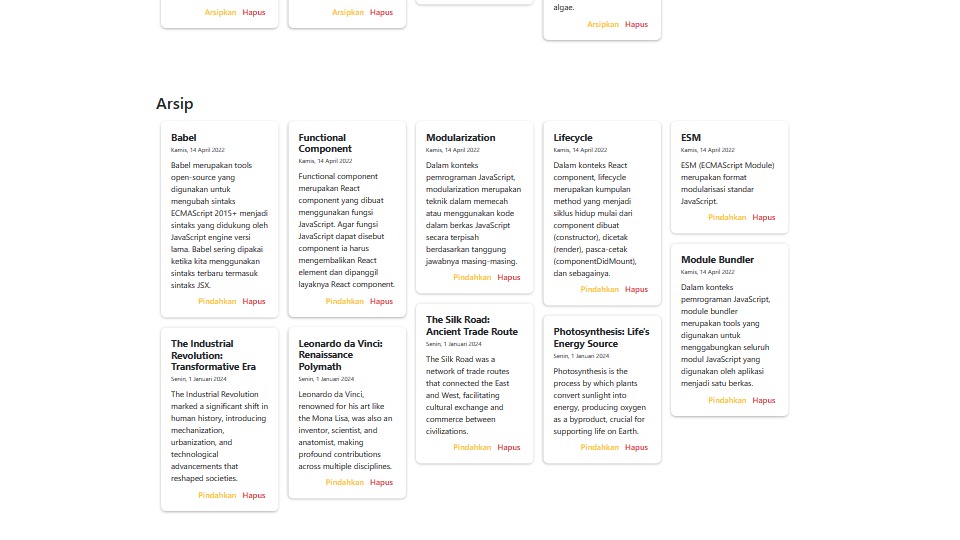 Arsipkan Hapus
Arsipkan Hapus
algae.
Arsipkan Hapus
Arsip
Babel
Kamis, 14 April 2022
Babel merupakan tools
open-source yang
digunakan untuk
mengubah sintaks
ECMAScript 2015+ menjadi
sintaks yang didukung oleh
JavaScript engine versi
lama. Babel sering dipakai
ketika kita menggunakan
sintaks terbaru termasuk
sintaks JSX.
Pindahkan Hapus
The Industrial
Revolution:
Transformative Era
Senin, 1 Januari 2024
The Industrial Revolution
marked a significant shift in
human history, introducing
mechanization,
urbanization, and
technological
advancements that
reshaped societies.
Pindahkan Hapus
Functional
Component
Kamis, 14 April 2022
Functional component
merupakan React
component yang dibuat
menggunakan fungsi
JavaScript. Agar fungsi
JavaScript dapat disebut
component ia harus
mengembalikan React
element dan dipanggil
layaknya React component.
Pindahkan Hapus
Leonardo da Vinci:
Renaissance
Polymath
Senin, 1 Januari 2024
Leonardo da Vinci,
renowned for his art like
the Mona Lisa, was also an
inventor, scientist, and
anatomist, making
profound contributions
across multiple disciplines.
Pindahkan Hapus
Modularization
Kamis, 14 April 2022
Dalam konteks
pemrograman JavaScript,
modularization merupakan
teknik dalam memecah
atau menggunakan kode
dalam berkas JavaScript
secara terpisah
berdasarkan tanggung
jawabnya masing-masing.
Pindahkan Hapus
The Silk Road:
Ancient Trade Route
Senin, 1 Januari 2024
The Silk Road was a
network of trade routes
that connected the East
and West, facilitating
cultural exchange and
commerce between
civilizations.
Pindahkan Hapus
Lifecycle
Kamis, 14 April 2022
Dalam konteks React
component, lifecycle
merupakan kumpulan
method yang menjadi
siklus hidup mulai dari
component dibuat
(constructor), dicetak
(render), pasca-cetak
(componentDidMount),
dan sebagainya.
Pindahkan Hapus
Photosynthesis: Life's
Energy Source
Senin, 1 Januari 2024
Photosynthesis is the
process by which plants
convert sunlight into
energy, producing oxygen
as a byproduct, crucial for
supporting life on Earth.
Pindahkan Hapus
ESM
Kamis, 14 April 2022
ESM (ECMAScript Module)
merupakan format
modularisasi standar
JavaScript.
Pindahkan Hapus
Module Bundler
Kamis, 14 April 2022
Dalam konteks
pemrograman JavaScript,
module bundler
merupakan tools yang
digunakan untuk
menggabungkan seluruh
modul JavaScript yang
digunakan oleh aplikasi
menjadi satu berkas.
Pindahkan Hapus